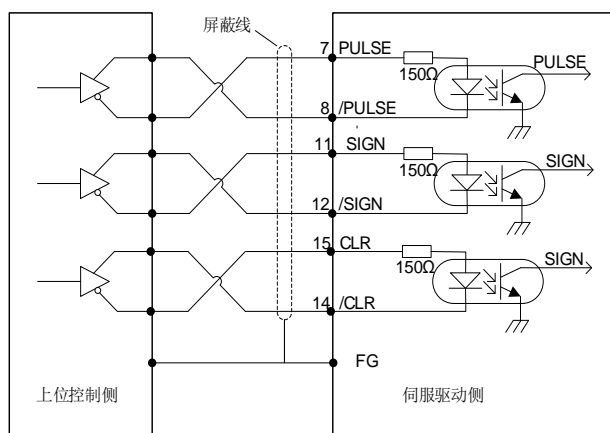 屏蔽线
7 PULSE
150Ω
PULSE
8 /PULSE
11 SIGN
150Ω
SIGN
12 /SIGN
15 CLR
150Ω
SIGN
14 /CLR
FG
上位控制侧
伺服驱动侧